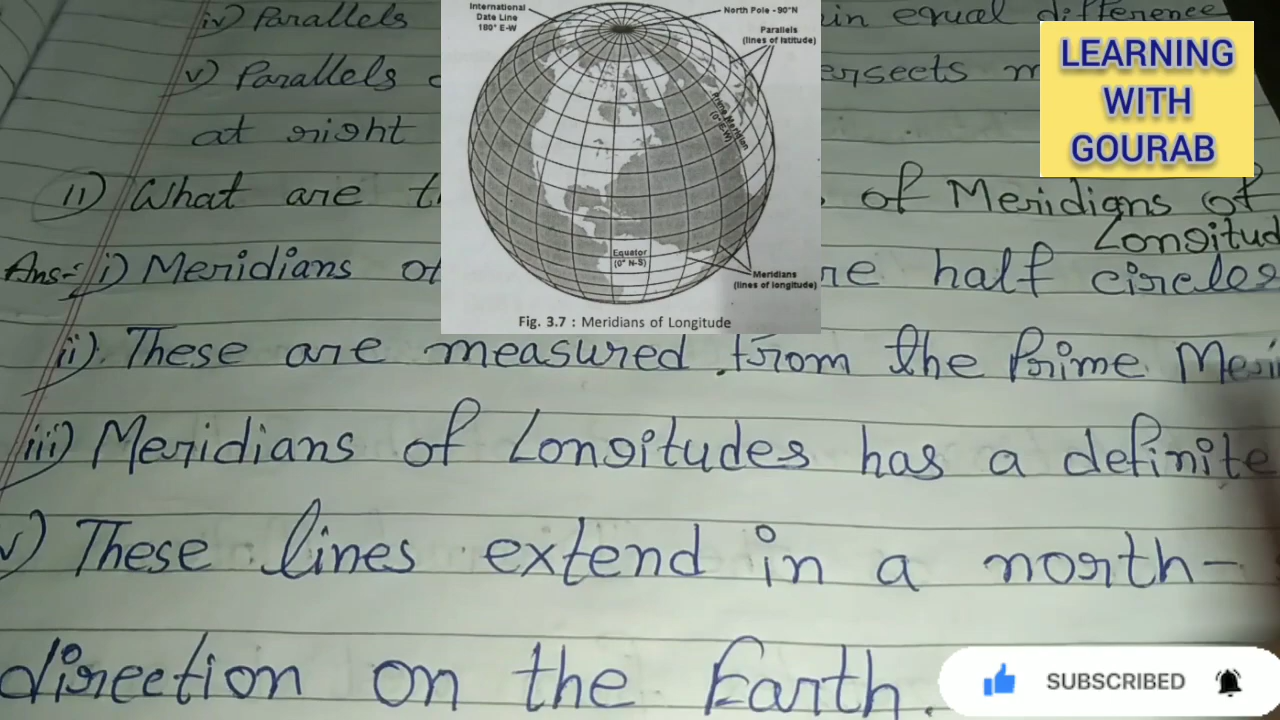 iv) Parallels in equal difference
v) Parallels ersects m
at right
11) What are t of Meridians of
Longitud
Ans:- i) Meridians of re half circles
ii). These are measured from the Prime Meri
iii) Meridians of Longitudes has a definite
v) These lines extend in a north-
direction on the Earth.
International
Date Line
180° E-W
North Pole - 90°N
Parallels
(lines of latitude)
Prime Meridian
(0° E-W)
Equator
(0° N-S)
Meridians
(lines of longitude)
Fig. 3.7 : Meridians of Longitude
LEARNING
WITH
GOURAB
SUBSCRIBED